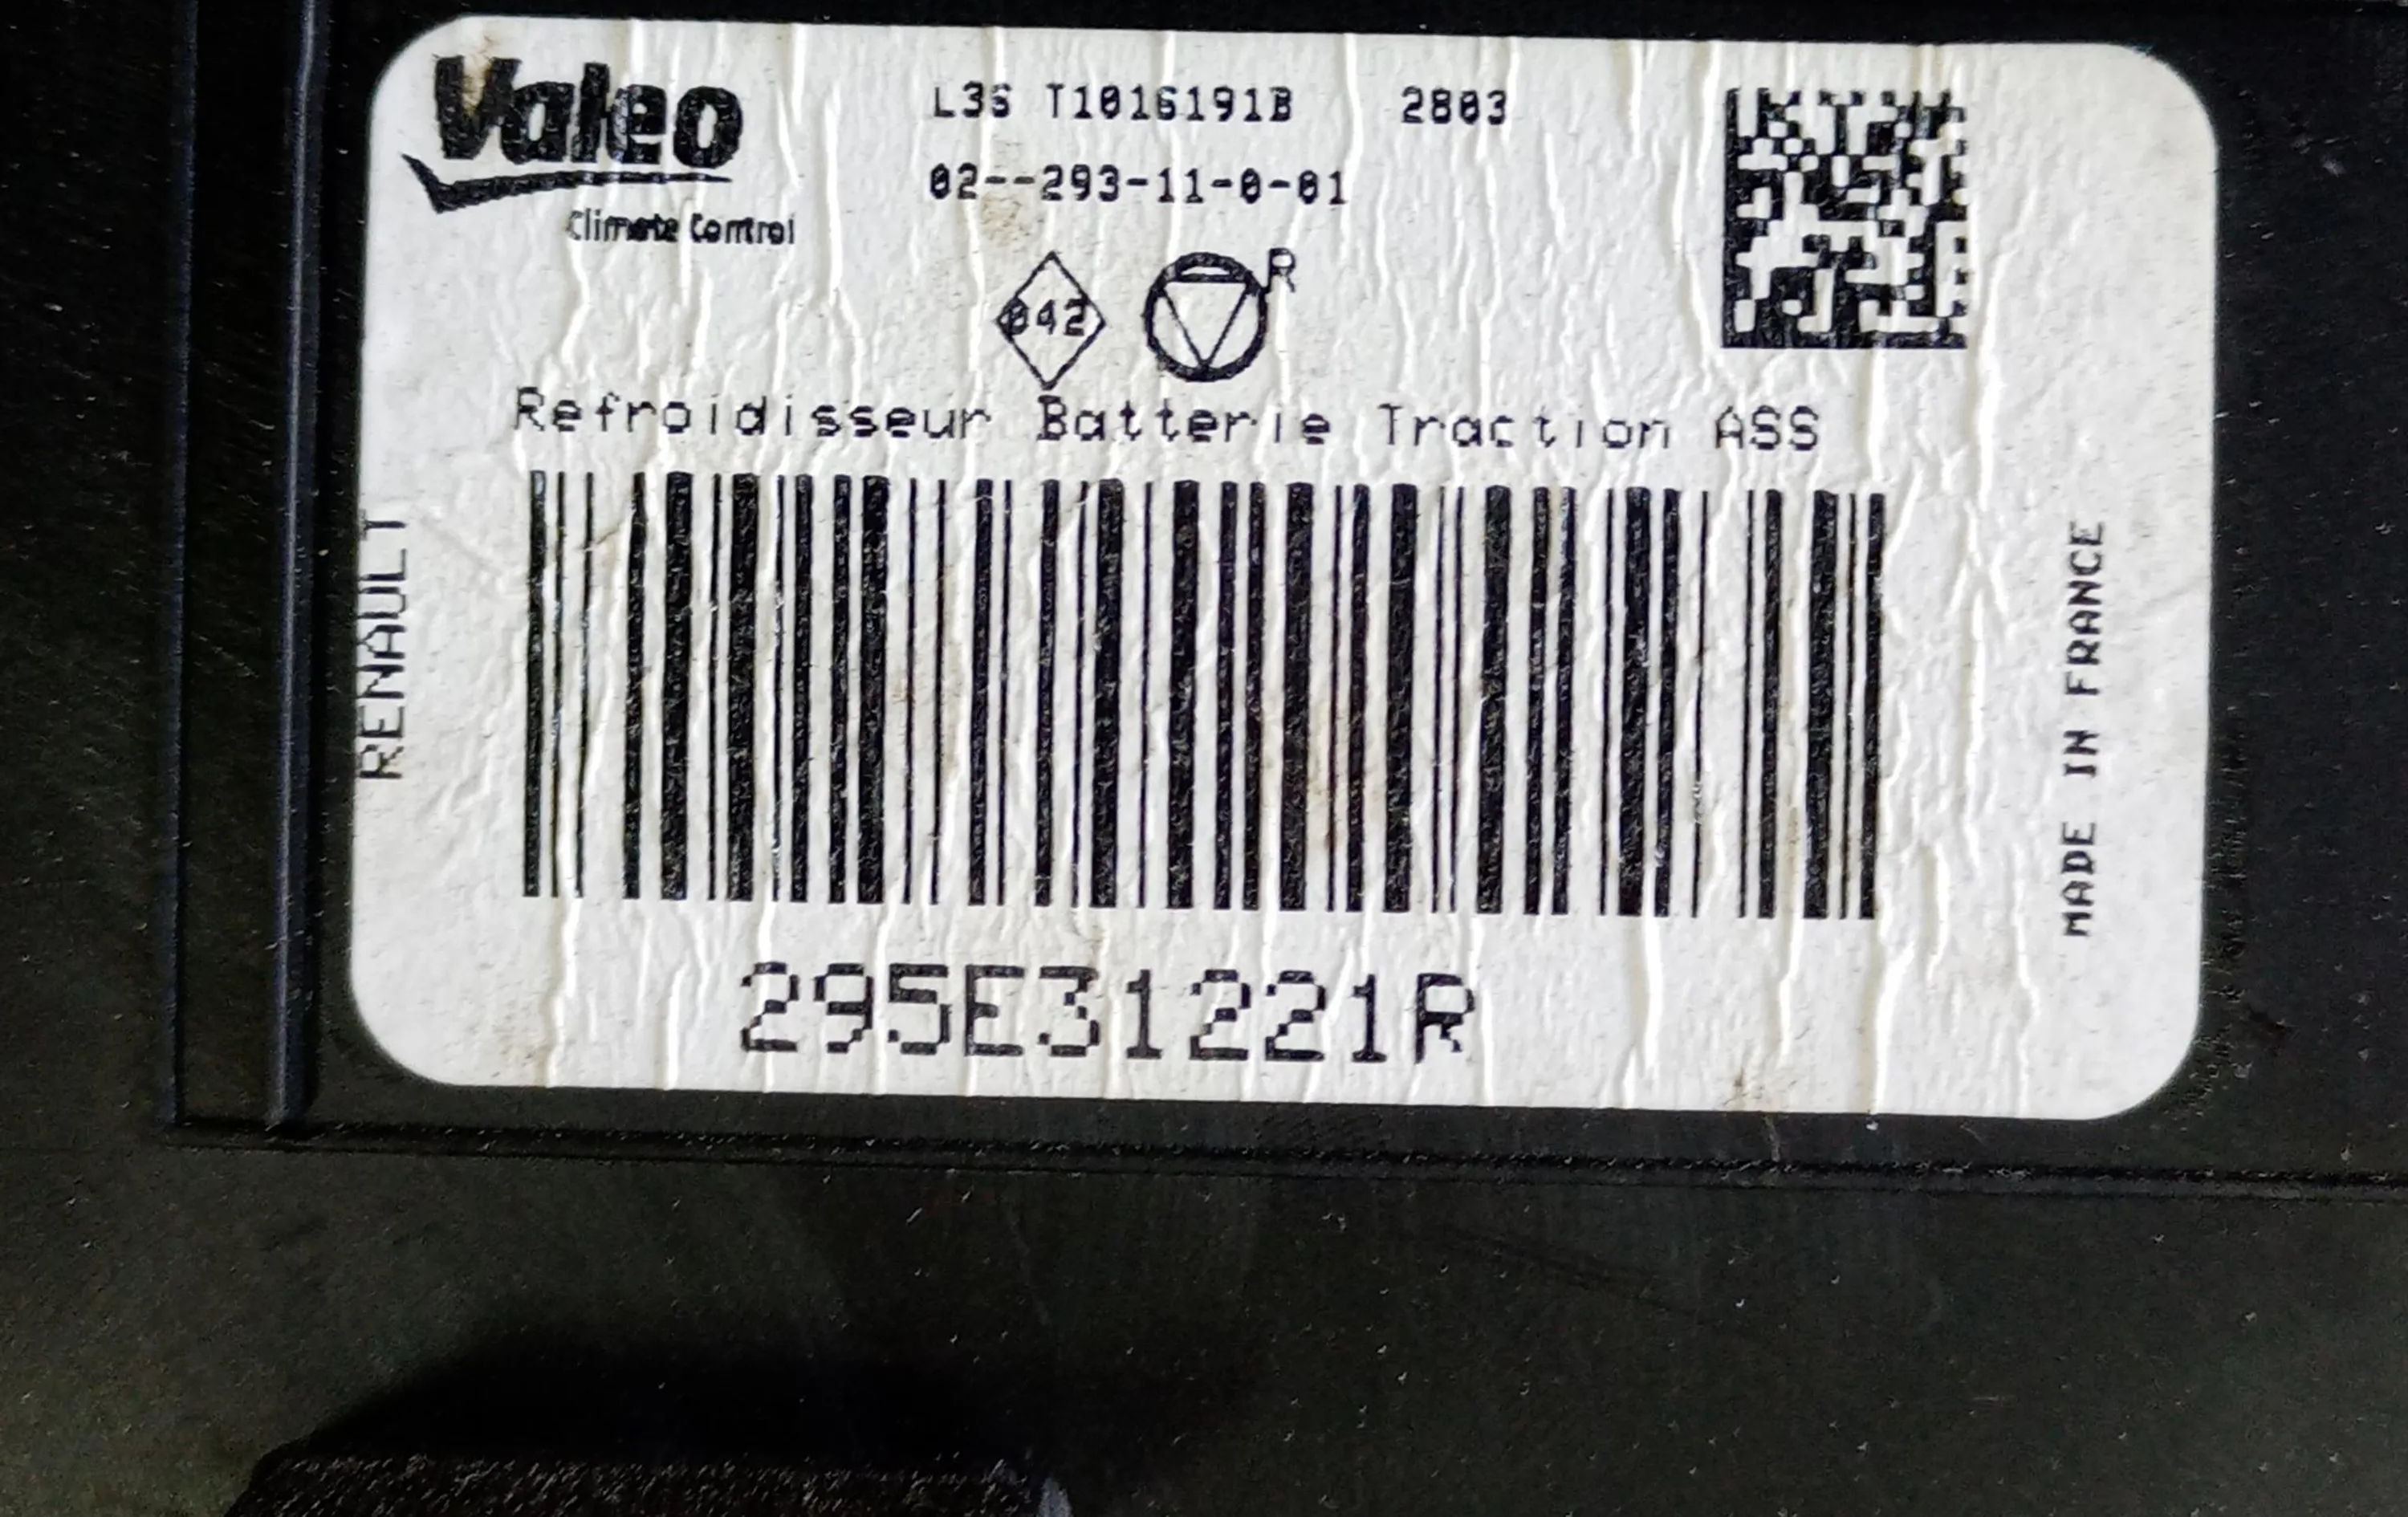 Valeo
Climate Control
L3S T1016191B 2803
02--293-11-0-01
042
R
Refroidisseur Batterie Traction ASS
RENAULT
MADE IN FRANCE
295E31221R